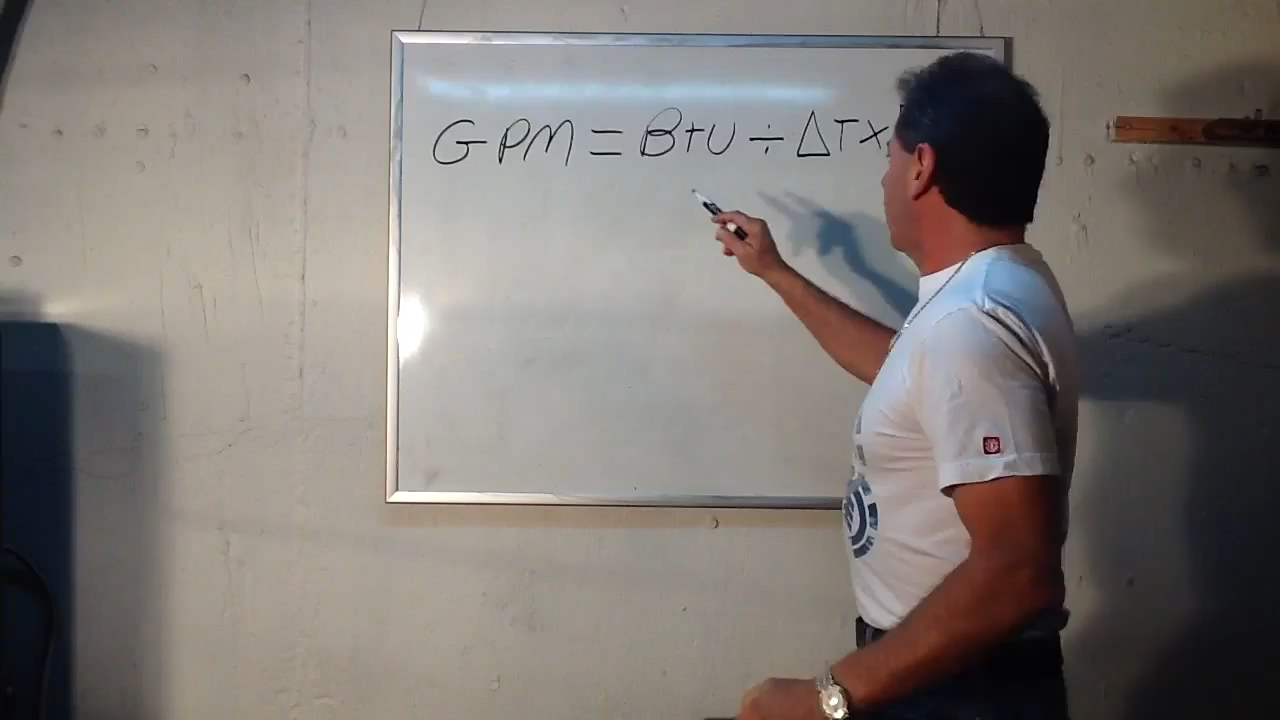 GPM = BTU ÷ ΔT x